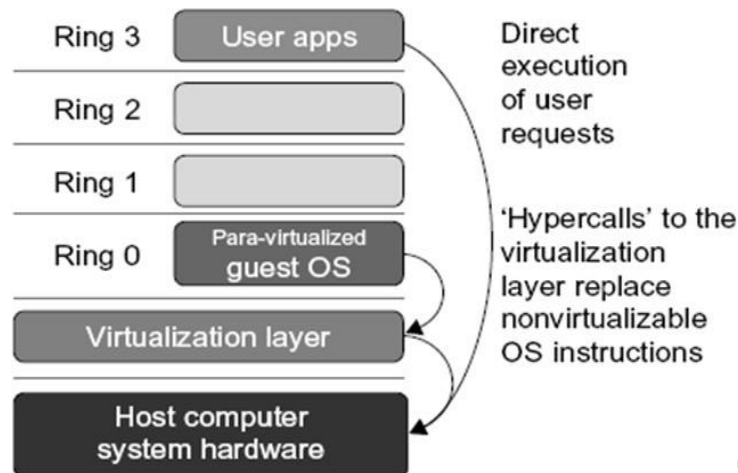 Ring 3
User apps
Direct
execution
of user
requests
Ring 2
Ring 1
'Hypercalls' to the
virtualization
layer replace
nonvirtualizable
OS instructions
Ring 0
Para-virtualized
guest OS
Virtualization layer
Host computer
system hardware